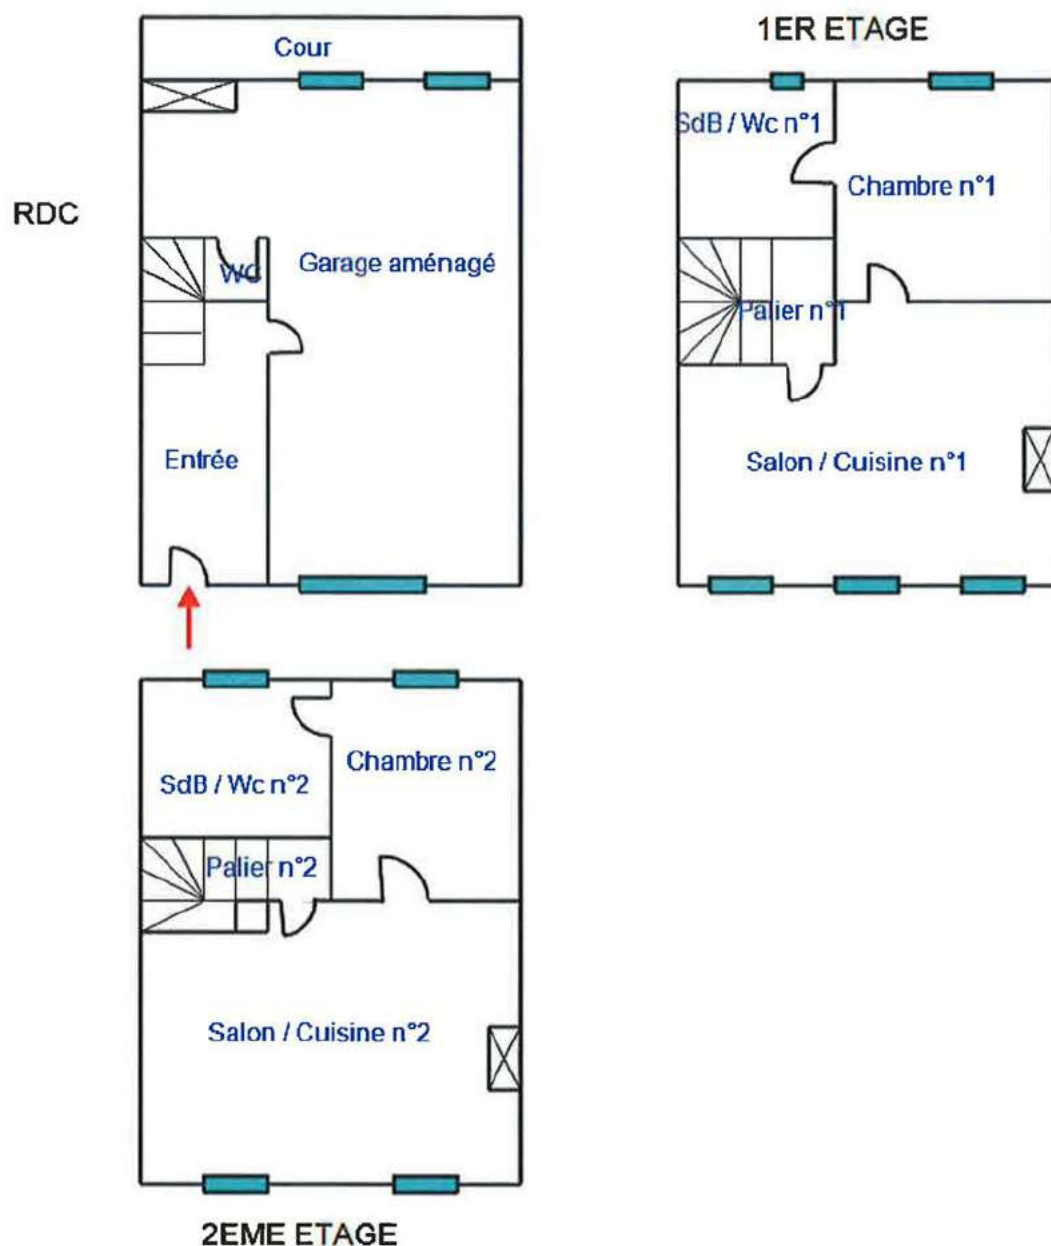 Cour
1ER ETAGE
RDC
WC
Garage aménagé
Entrée
SdB / Wc n°1
Chambre n°1
Palier n°1
Salon / Cuisine n°1
SdB / Wc n°2
Chambre n°2
Palier n°2
Salon / Cuisine n°2
2EME ETAGE